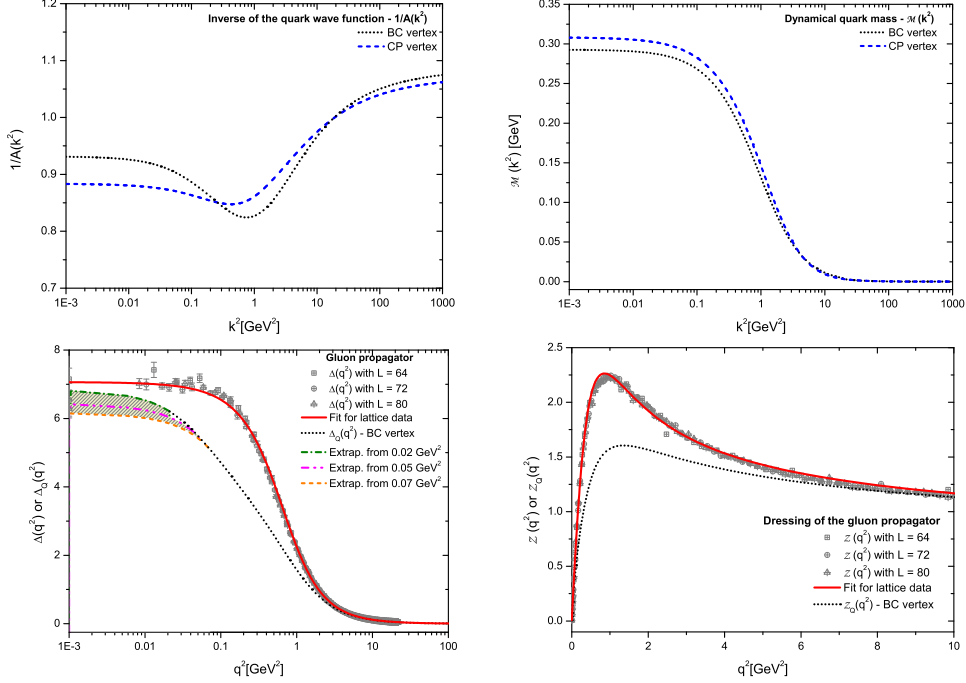 Inverse of the quark wave function - 1/A(k²)
BC vertex
CP vertex
1/A(k²)
1.2
1.1
1.0
0.9
0.8
0.7
1E-3 0.01 0.1 1 10 100 1000
k²[GeV²]
Dynamical quark mass - ℳ(k²)
BC vertex
CP vertex
ℳ (k²) [GeV]
0.30
0.25
0.20
0.15
0.10
0.05
0.00
1E-3 0.01 0.1 1 10 100 1000
k²[GeV²]
Gluon propagator
Δ(q²) with L = 64
Δ(q²) with L = 72
Δ(q²) with L = 80
Fit for lattice data
Δ_Q(q²) - BC vertex
Extrap. from 0.02 GeV²
Extrap. from 0.05 GeV²
Extrap. from 0.07 GeV²
Δ(q²) or Δ_Q(q²)
8
6
4
2
0
1E-3 0.01 0.1 1 10 100
q²[GeV²]
Z(q²) or Z_Q(q²)
2.5
2.0
1.5
1.0
0.5
0.0
Dressing of the gluon propagator
Z (q²) with L = 64
Z (q²) with L = 72
Z (q²) with L = 80
Fit for lattice data
Z_Q(q²) - BC vertex
0 2 4 6 8 10
q²[GeV²]